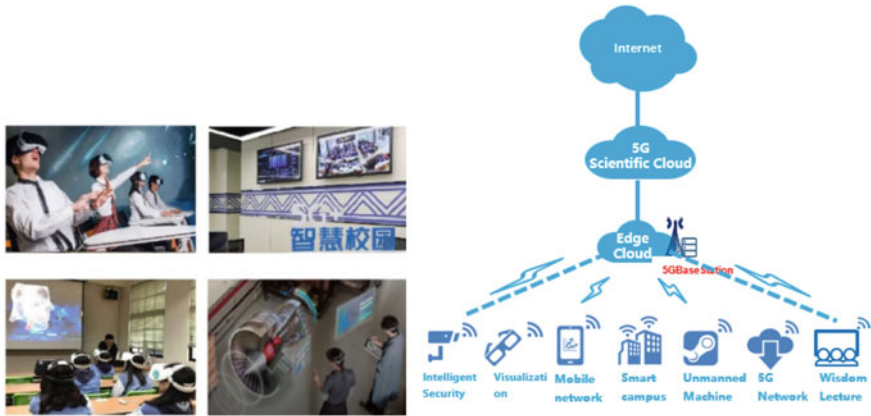 智慧校园
Internet
5G
Scientific Cloud
Edge
Cloud
5GBaseStation
Intelligent
Security
Visualizati
on
Mobile
network
Smart
campus
Unmanned
Machine
5G
Network
Wisdom
Lecture